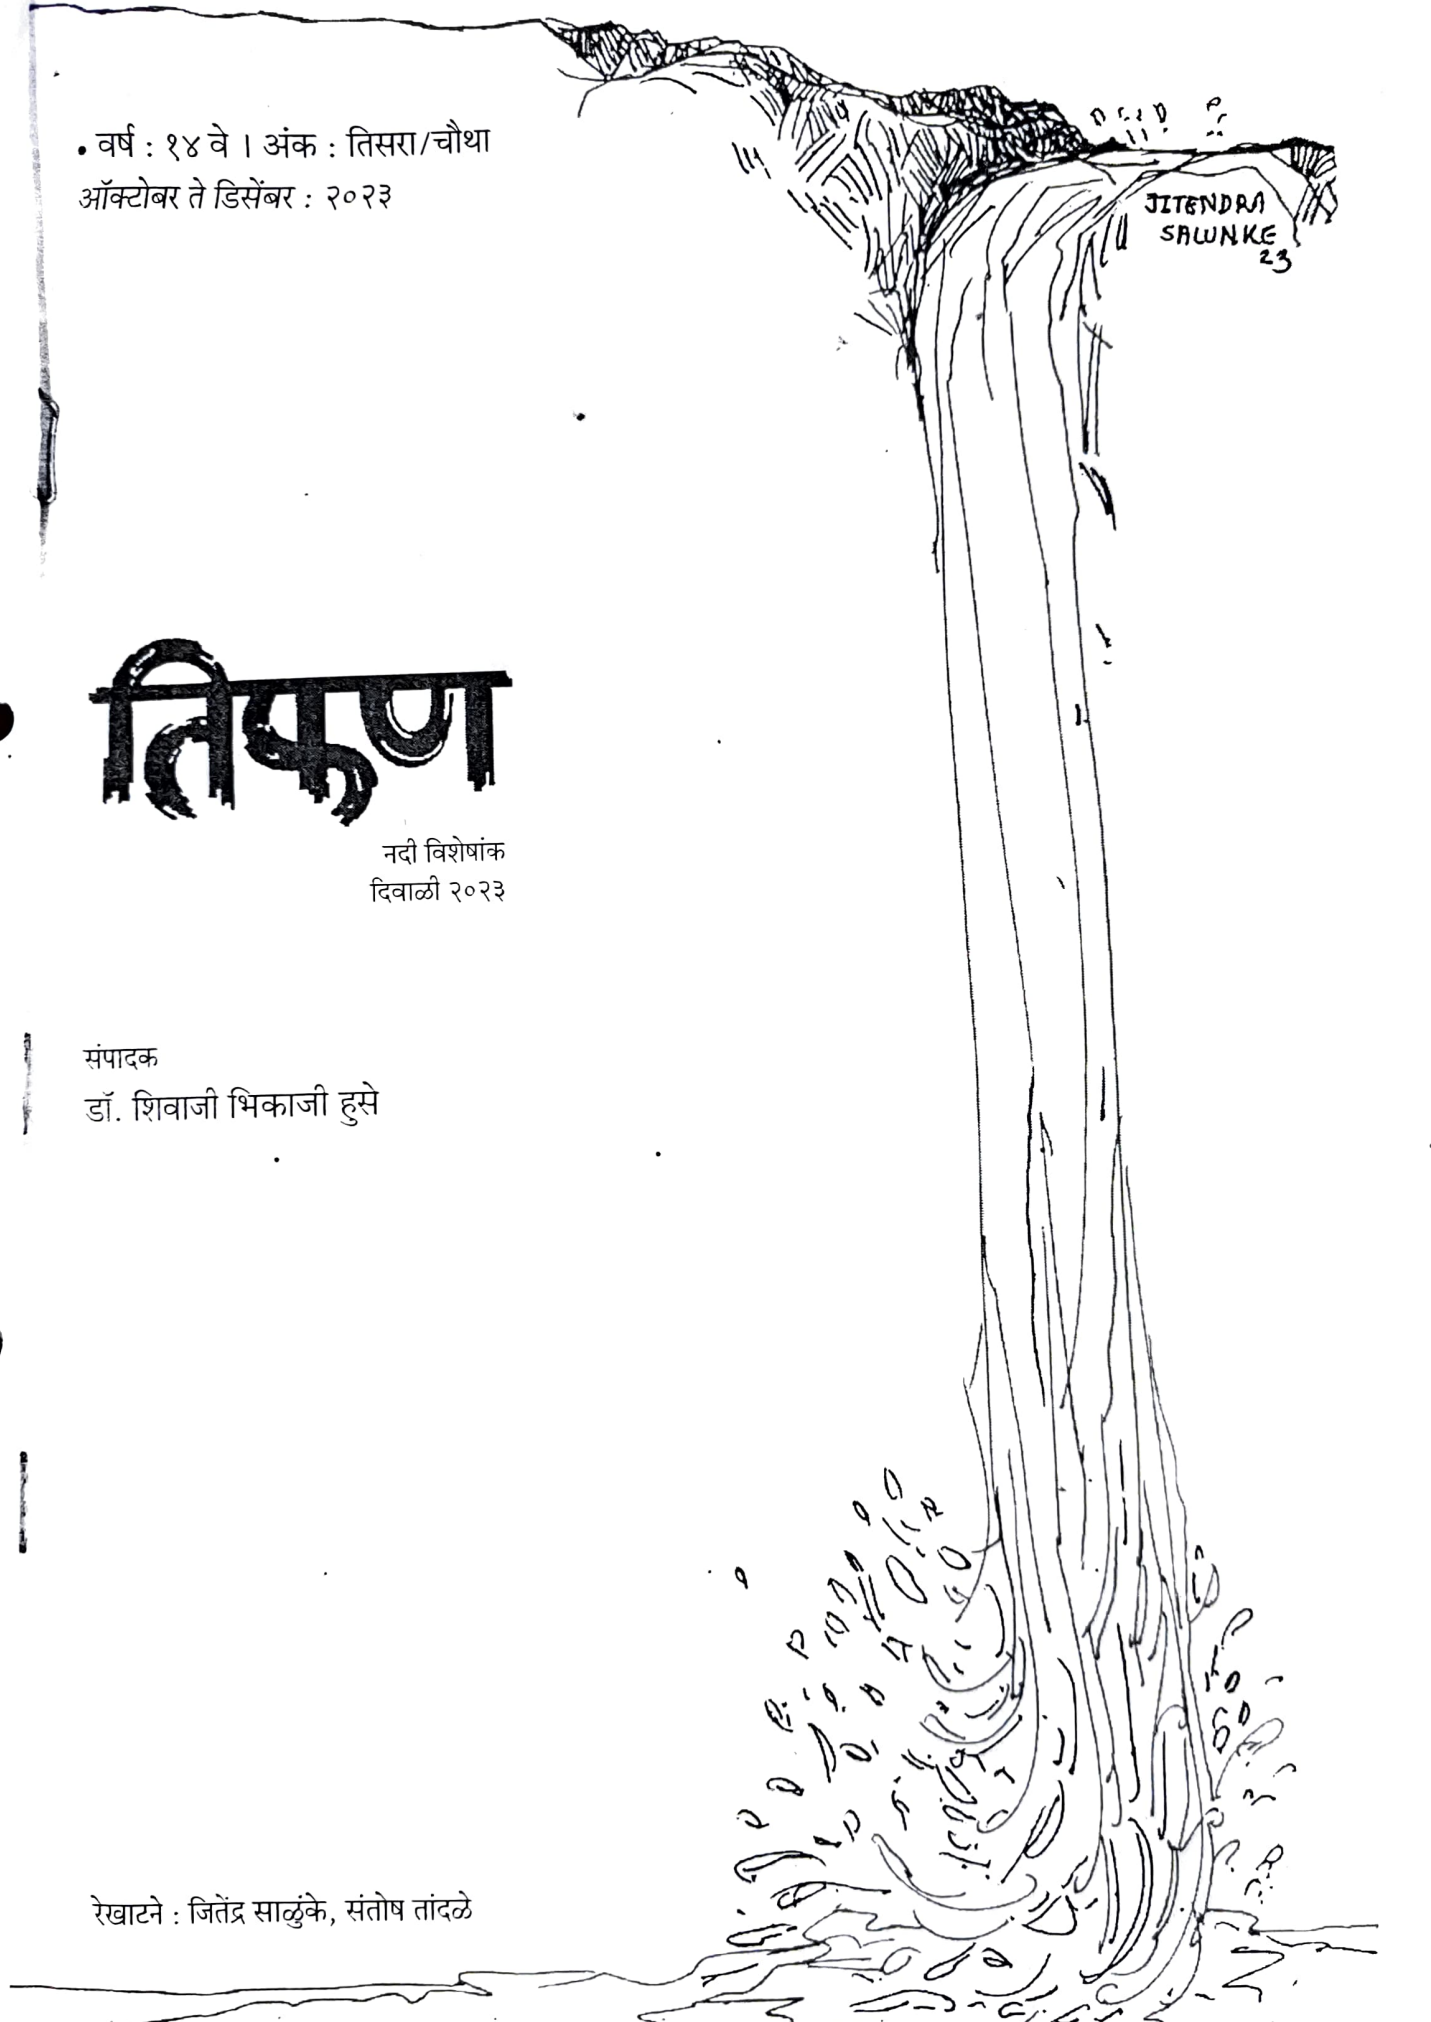 • वर्ष : १४ वे । अंक : तिसरा/चौथा
ऑक्टोबर ते डिसेंबर : २०२३
JITENDRA
SALUNKE
23
तिफण
नदी विशेषांक
दिवाळी २०२३
संपादक
डॉ. शिवाजी भिकाजी हुसे
रेखाटने : जितेंद्र साळुंके, संतोष तांदळे